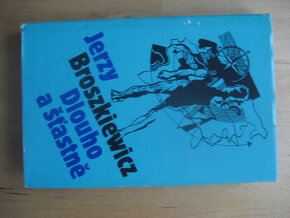 Jerzy
Broszkiewicz
Dlouho
a šťastně